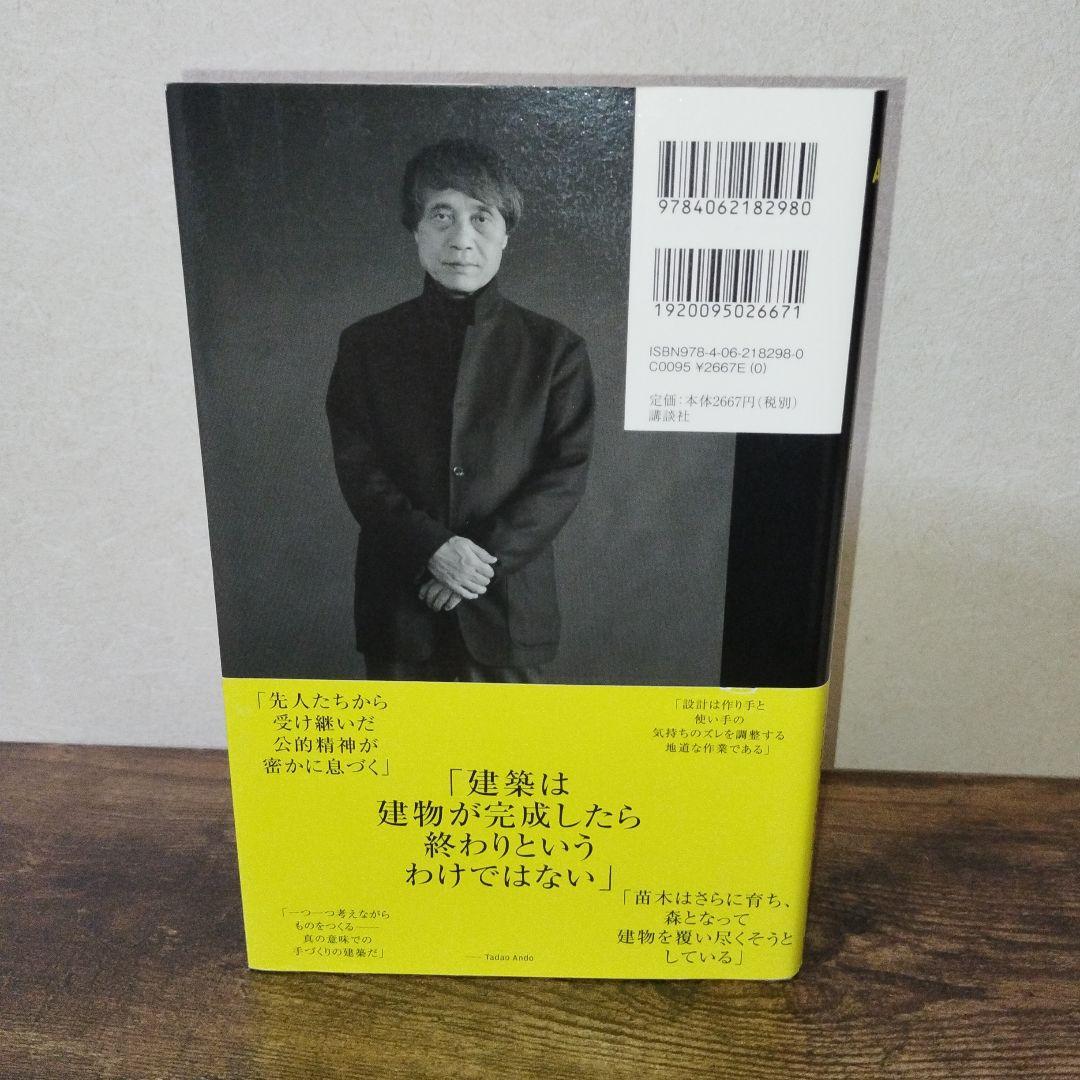 9784062182980
1920095026671
ISBN978-4-06-218298-0
C0095 ¥2667E (0)
定価：本体2667円（税別）
講談社
「先人たちから
受け継いだ
公的精神が
密かに息づく」
「設計は作り手と
使い手の
気持ちのズレを調整する
地道な作業である」
「建築は
建物が完成したら
終わりという
わけではない」
「一つ一つ考えながら
ものをつくる——
真の意味での
手づくりの建築だ」
「苗木はさらに育ち、
森となって
建物を覆い尽くそうと
している」
—— Tadao Ando